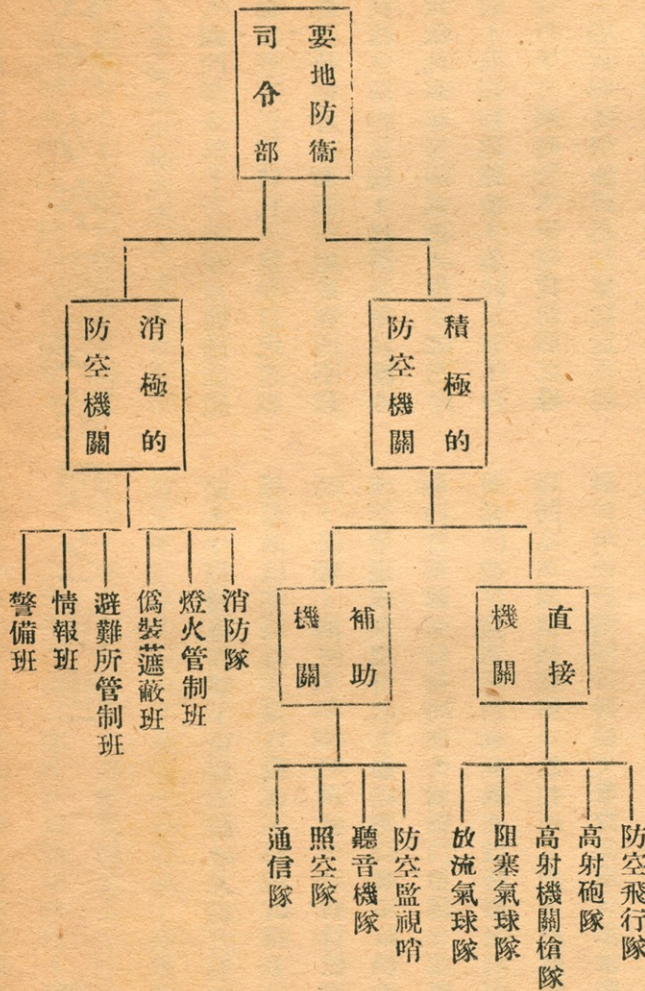 要地防衞
司令部
積極的
防空機關
消極的
防空機關
直接
機關
補助
機關
防空飛行隊
高射砲隊
高射機關槍隊
阻塞氣球隊
放流氣球隊
防空監視哨
聽音機隊
照空隊
通信隊
消防隊
燈火管制班
僞裝蔗蔽班
避難所管制班
情報班
警備班